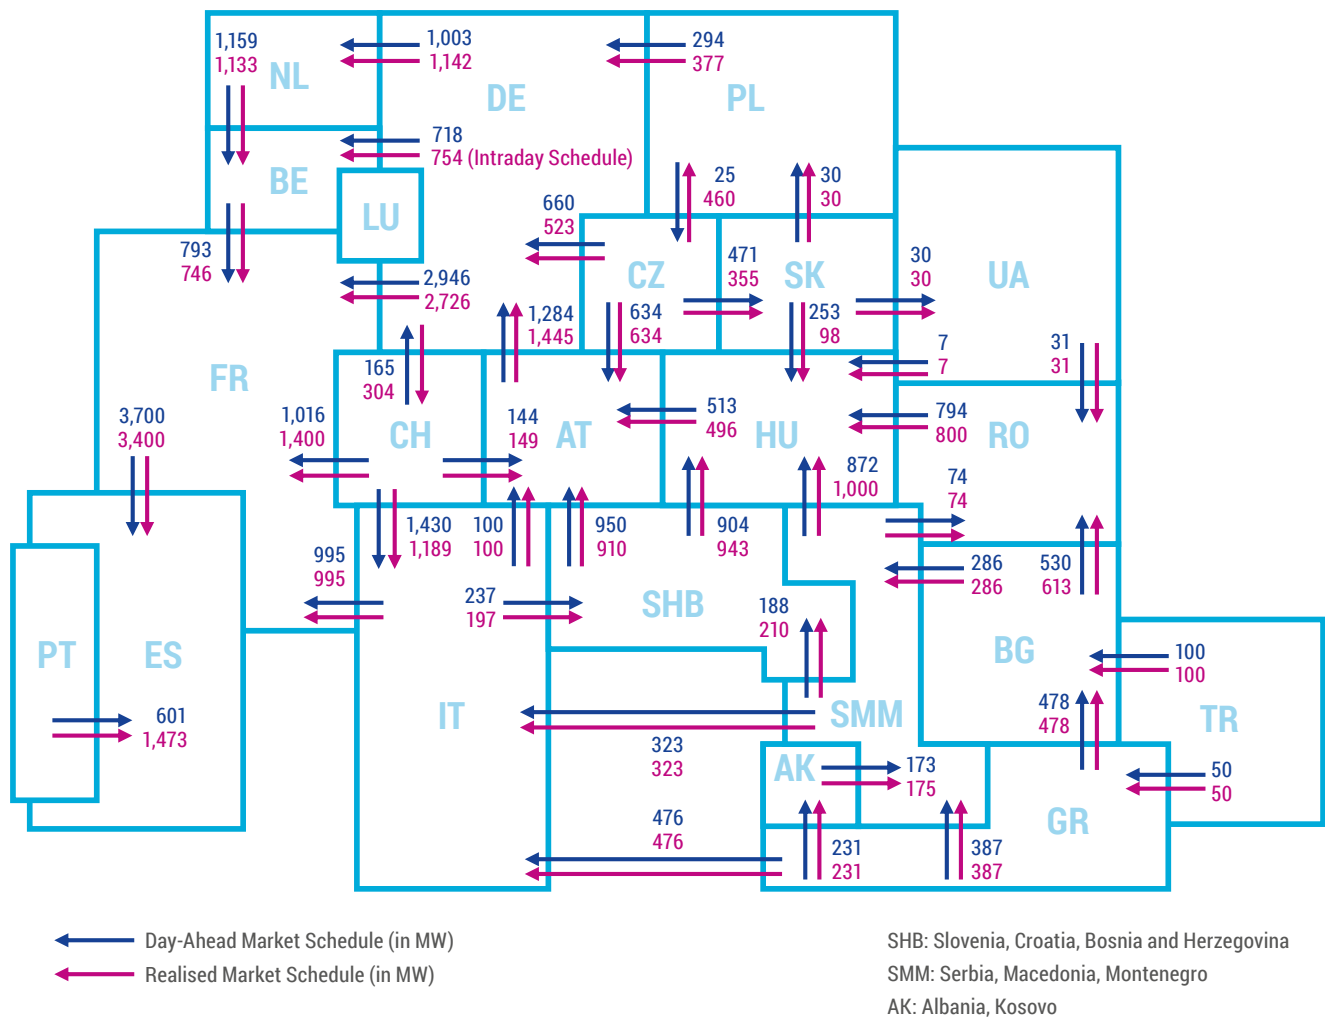 1,159
1,133
NL
1,003
1,142
DE
294
377
PL
718
754 (Intraday Schedule)
BE
LU
25
460
30
30
660
523
793
746
2,946
2,726
CZ
471
355
SK
30
30
UA
1,284
1,445
634
634
253
98
7
7
31
31
FR
165
304
3,700
3,400
1,016
1,400
CH
144
149
AT
513
496
HU
794
800
RO
872
1,000
74
74
1,430
1,189
100
100
950
910
904
943
995
995
237
197
SHB
188
210
286
286
530
613
PT
ES
BG
100
100
601
1,473
IT
SMM
478
478
TR
323
323
AK
173
175
50
50
476
476
231
231
387
387
GR
Day-Ahead Market Schedule (in MW)
Realised Market Schedule (in MW)
SHB: Slovenia, Croatia, Bosnia and Herzegovina
SMM: Serbia, Macedonia, Montenegro
AK: Albania, Kosovo